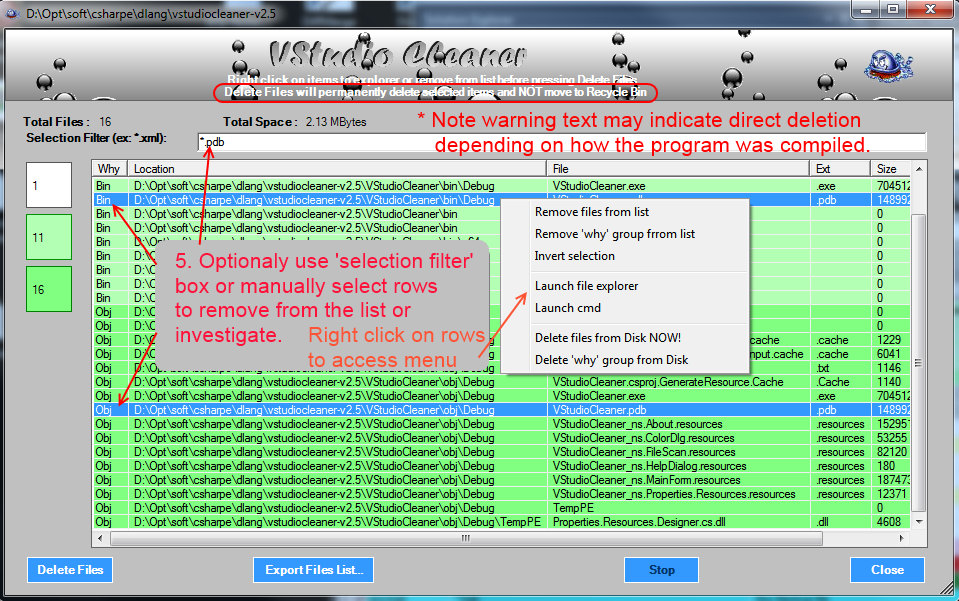 D:\Opt\soft\csharpe\dlang\vstudiocleaner-v2.5
VStudio Cleaner
Right click on items to explorer or remove from list before pressing Delete Files
Delete Files will permanently delete selected items and NOT move to Recycle Bin
Total Files : 16 Total Space : 2.13 MBytes
* Note warning text may indicate direct deletion
depending on how the program was compiled.
Selection Filter (ex: *.xml): *.pdb
1
11
16
Why Location File Ext Size
Bin D:\Opt\soft\csharpe\dlang\vstudiocleaner-v2.5\VStudioCleaner\bin\Debug VStudioCleaner.exe .exe 704512
Bin D:\Opt\soft\csharpe\dlang\vstudiocleaner-v2.5\VStudioCleaner\bin\Debug .pdb 148992
Bin D:\Opt\soft\csharpe\dlang\vstudiocleaner-v2.5\VStudioCleaner\bin 0
Bin D:\Opt\soft\csharpe\dlang\vstudiocleaner-v2.5\VStudioCleaner\bin 0
Bin 0
Bin 0
Bin 0
Bin 0
Obj 0
Obj 0
Obj .cache .cache 1229
Obj nput.cache .cache 6041
Obj .txt 1146
Obj D:\Opt\soft\csharpe\dlang\vstudiocleaner-v2.5\VStudioCleaner\obj\Debug VStudioCleaner.csproj.GenerateResource.Cache .Cache 1140
Obj D:\Opt\soft\csharpe\dlang\vstudiocleaner-v2.5\VStudioCleaner\obj\Debug VStudioCleaner.exe .exe 704512
Obj D:\Opt\soft\csharpe\dlang\vstudiocleaner-v2.5\VStudioCleaner\obj\Debug VStudioCleaner.pdb .pdb 148992
Obj D:\Opt\soft\csharpe\dlang\vstudiocleaner-v2.5\VStudioCleaner\obj\Debug VStudioCleaner_ns.About.resources .resources 152957
Obj D:\Opt\soft\csharpe\dlang\vstudiocleaner-v2.5\VStudioCleaner\obj\Debug VStudioCleaner_ns.ColorDlg.resources .resources 53255
Obj D:\Opt\soft\csharpe\dlang\vstudiocleaner-v2.5\VStudioCleaner\obj\Debug VStudioCleaner_ns.FileScan.resources .resources 82120
Obj D:\Opt\soft\csharpe\dlang\vstudiocleaner-v2.5\VStudioCleaner\obj\Debug VStudioCleaner_ns.HelpDialog.resources .resources 180
Obj D:\Opt\soft\csharpe\dlang\vstudiocleaner-v2.5\VStudioCleaner\obj\Debug VStudioCleaner_ns.MainForm.resources .resources 187473
Obj D:\Opt\soft\csharpe\dlang\vstudiocleaner-v2.5\VStudioCleaner\obj\Debug VStudioCleaner_ns.Properties.Resources.resources .resources 12371
Obj D:\Opt\soft\csharpe\dlang\vstudiocleaner-v2.5\VStudioCleaner\obj\Debug TempPE 0
Obj D:\Opt\soft\csharpe\dlang\vstudiocleaner-v2.5\VStudioCleaner\obj\Debug\TempPE Properties.Resources.Designer.cs.dll .dll 4608
Remove files from list
Remove 'why' group frrom list
Invert selection
Launch file explorer
Launch cmd
Delete files from Disk NOW!
Delete 'why' group from Disk
5. Optionaly use 'selection filter'
box or manually select rows
to remove from the list or
investigate. Right click on rows
to access menu
Delete Files Export Files List... Stop Close